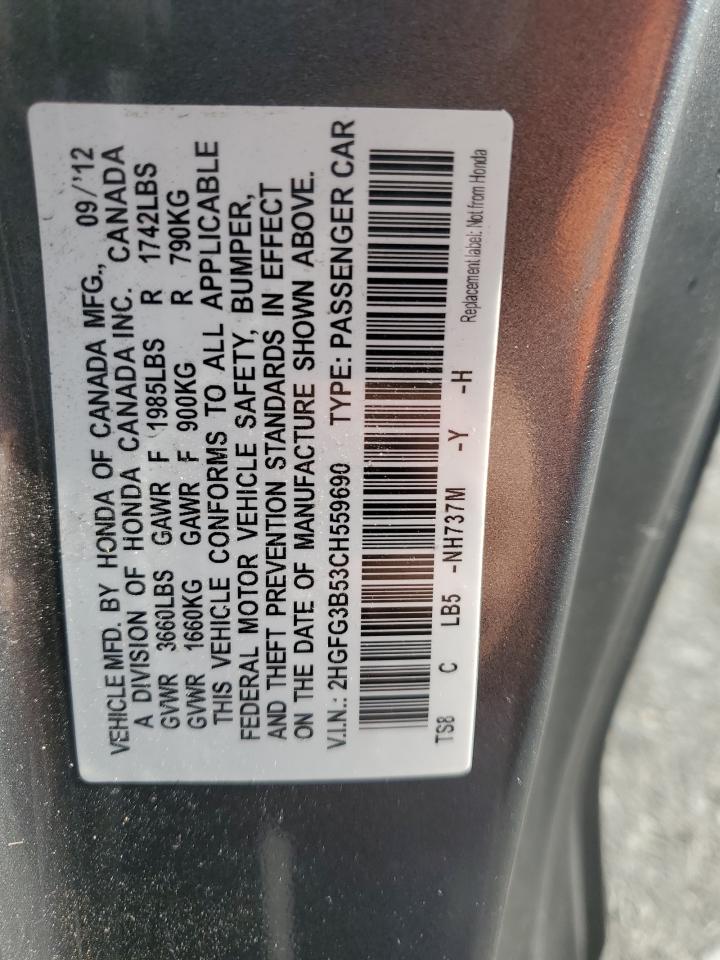 VEHICLE MFD. BY HONDA OF CANADA MFG., 09/'12
A DIVISION OF HONDA CANADA INC. CANADA
GVWR 3660LBS GAWR F 1985LBS R 1742LBS
GVWR 1660KG GAWR F 900KG R 790KG
THIS VEHICLE CONFORMS TO ALL APPLICABLE
FEDERAL MOTOR VEHICLE SAFETY, BUMPER,
AND THEFT PREVENTION STANDARDS IN EFFECT
ON THE DATE OF MANUFACTURE SHOWN ABOVE.
V.I.N.: 2HGFG3B53CH559690 TYPE: PASSENGER CAR
TS8 C LB5 -NH737M -Y -H
Replacement label: Not from Honda